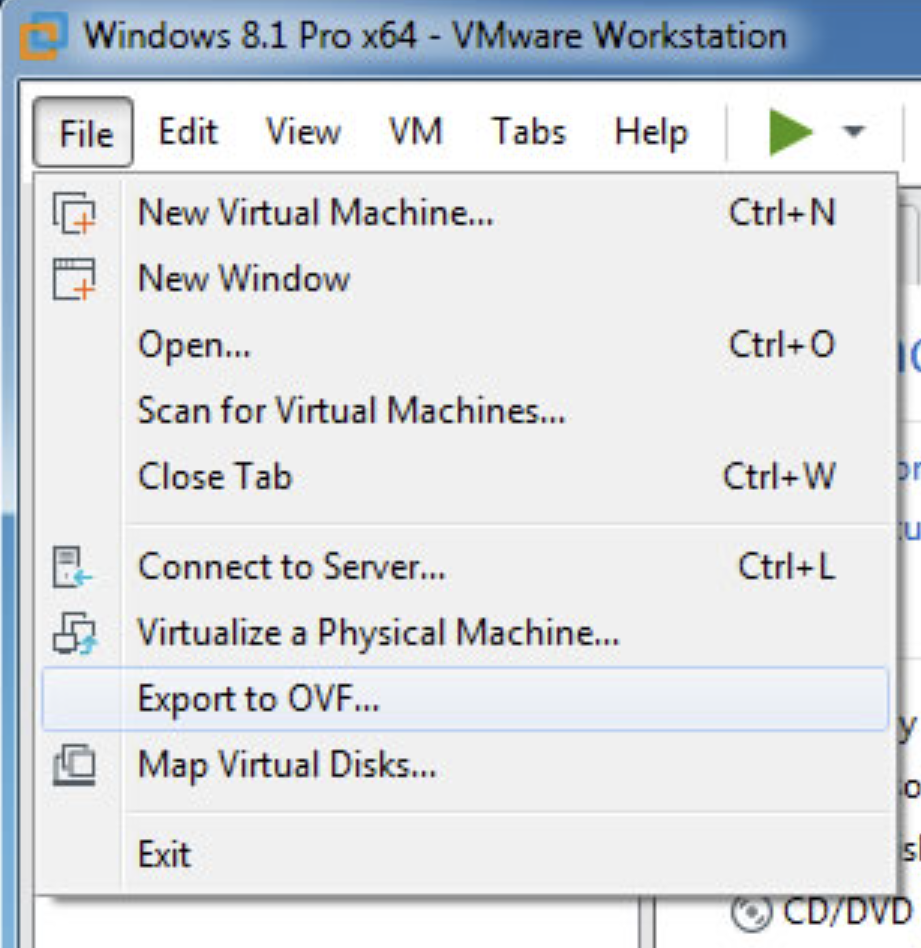 Windows 8.1 Pro x64 - VMware Workstation
File Edit View VM Tabs Help
New Virtual Machine... Ctrl+N
New Window
Open... Ctrl+O
Scan for Virtual Machines...
Close Tab Ctrl+W
Connect to Server... Ctrl+L
Virtualize a Physical Machine...
Export to OVF...
Map Virtual Disks...
Exit
CD/DVD